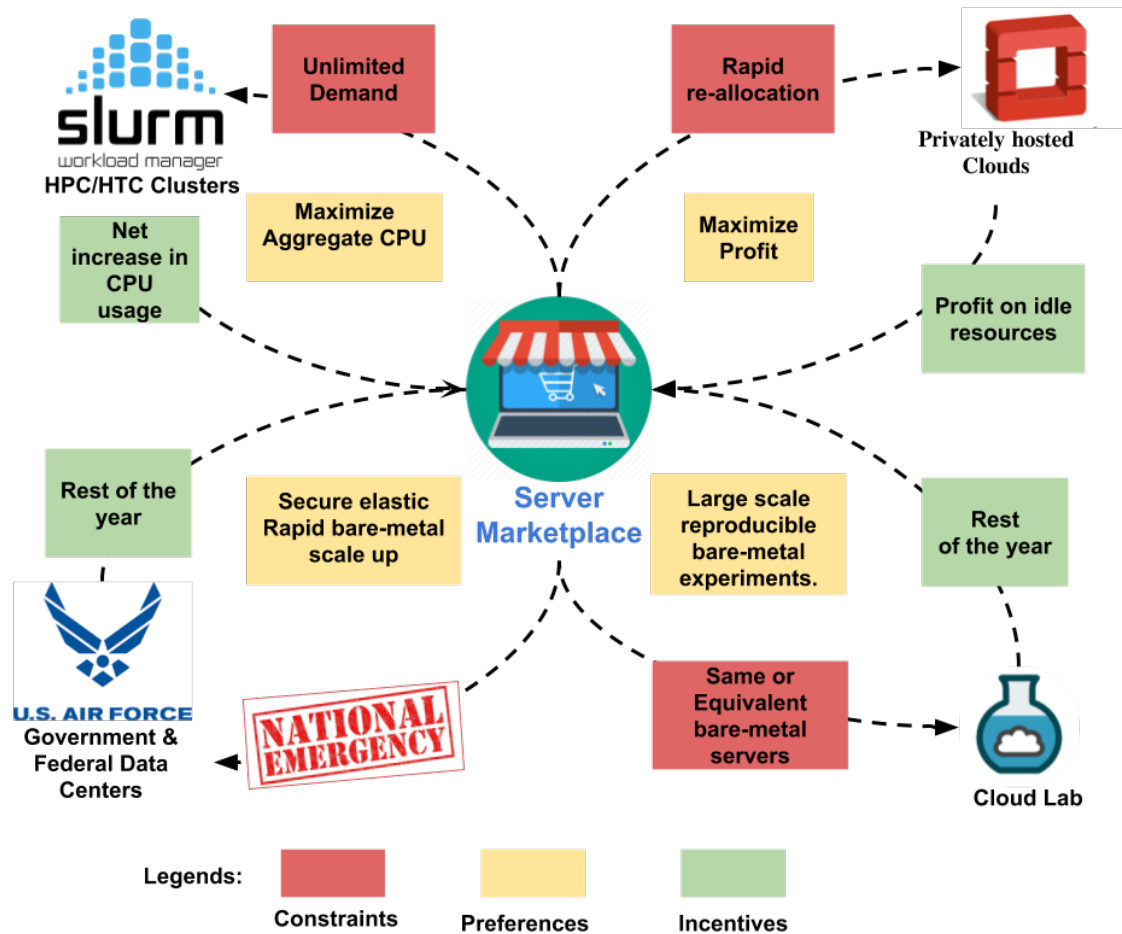 Unlimited
Demand
Rapid
re-allocation
slurm
workload manager
HPC/HTC Clusters
Privately hosted
Clouds
Maximize
Aggregate CPU
Maximize
Profit
Net
increase in
CPU
usage
Profit on idle
resources
Rest of the
year
Secure elastic
Rapid bare-metal
scale up
Server
Marketplace
Large scale
reproducible
bare-metal
experiments.
Rest
of the year
U.S. AIR FORCE
Government &
Federal Data
Centers
NATIONAL
EMERGENCY
Same or
Equivalent
bare-metal
servers
Cloud Lab
Legends:
Constraints
Preferences
Incentives